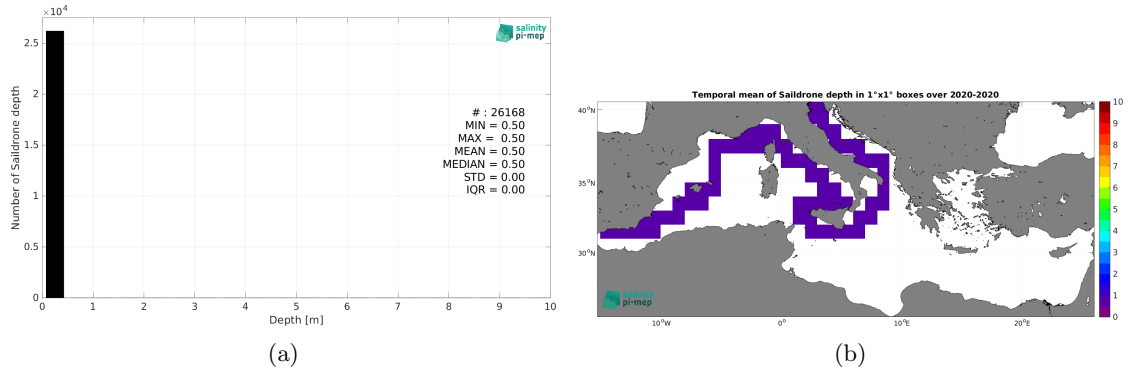 ×10⁴
2.5
2
1.5
1
0.5
0
Number of Saildrone depth
salinity
pi-mep
# : 26168
MIN = 0.50
MAX = 0.50
MEAN = 0.50
MEDIAN = 0.50
STD = 0.00
IQR = 0.00
0 1 2 3 4 5 6 7 8 9 10
Depth [m]
(a)
Temporal mean of Saildrone depth in 1°x1° boxes over 2020-2020
40°N
35°N
30°N
10°W 0° 10°E 20°E
salinity
pi-mep
10
9
8
7
6
5
4
3
2
1
0
(b)